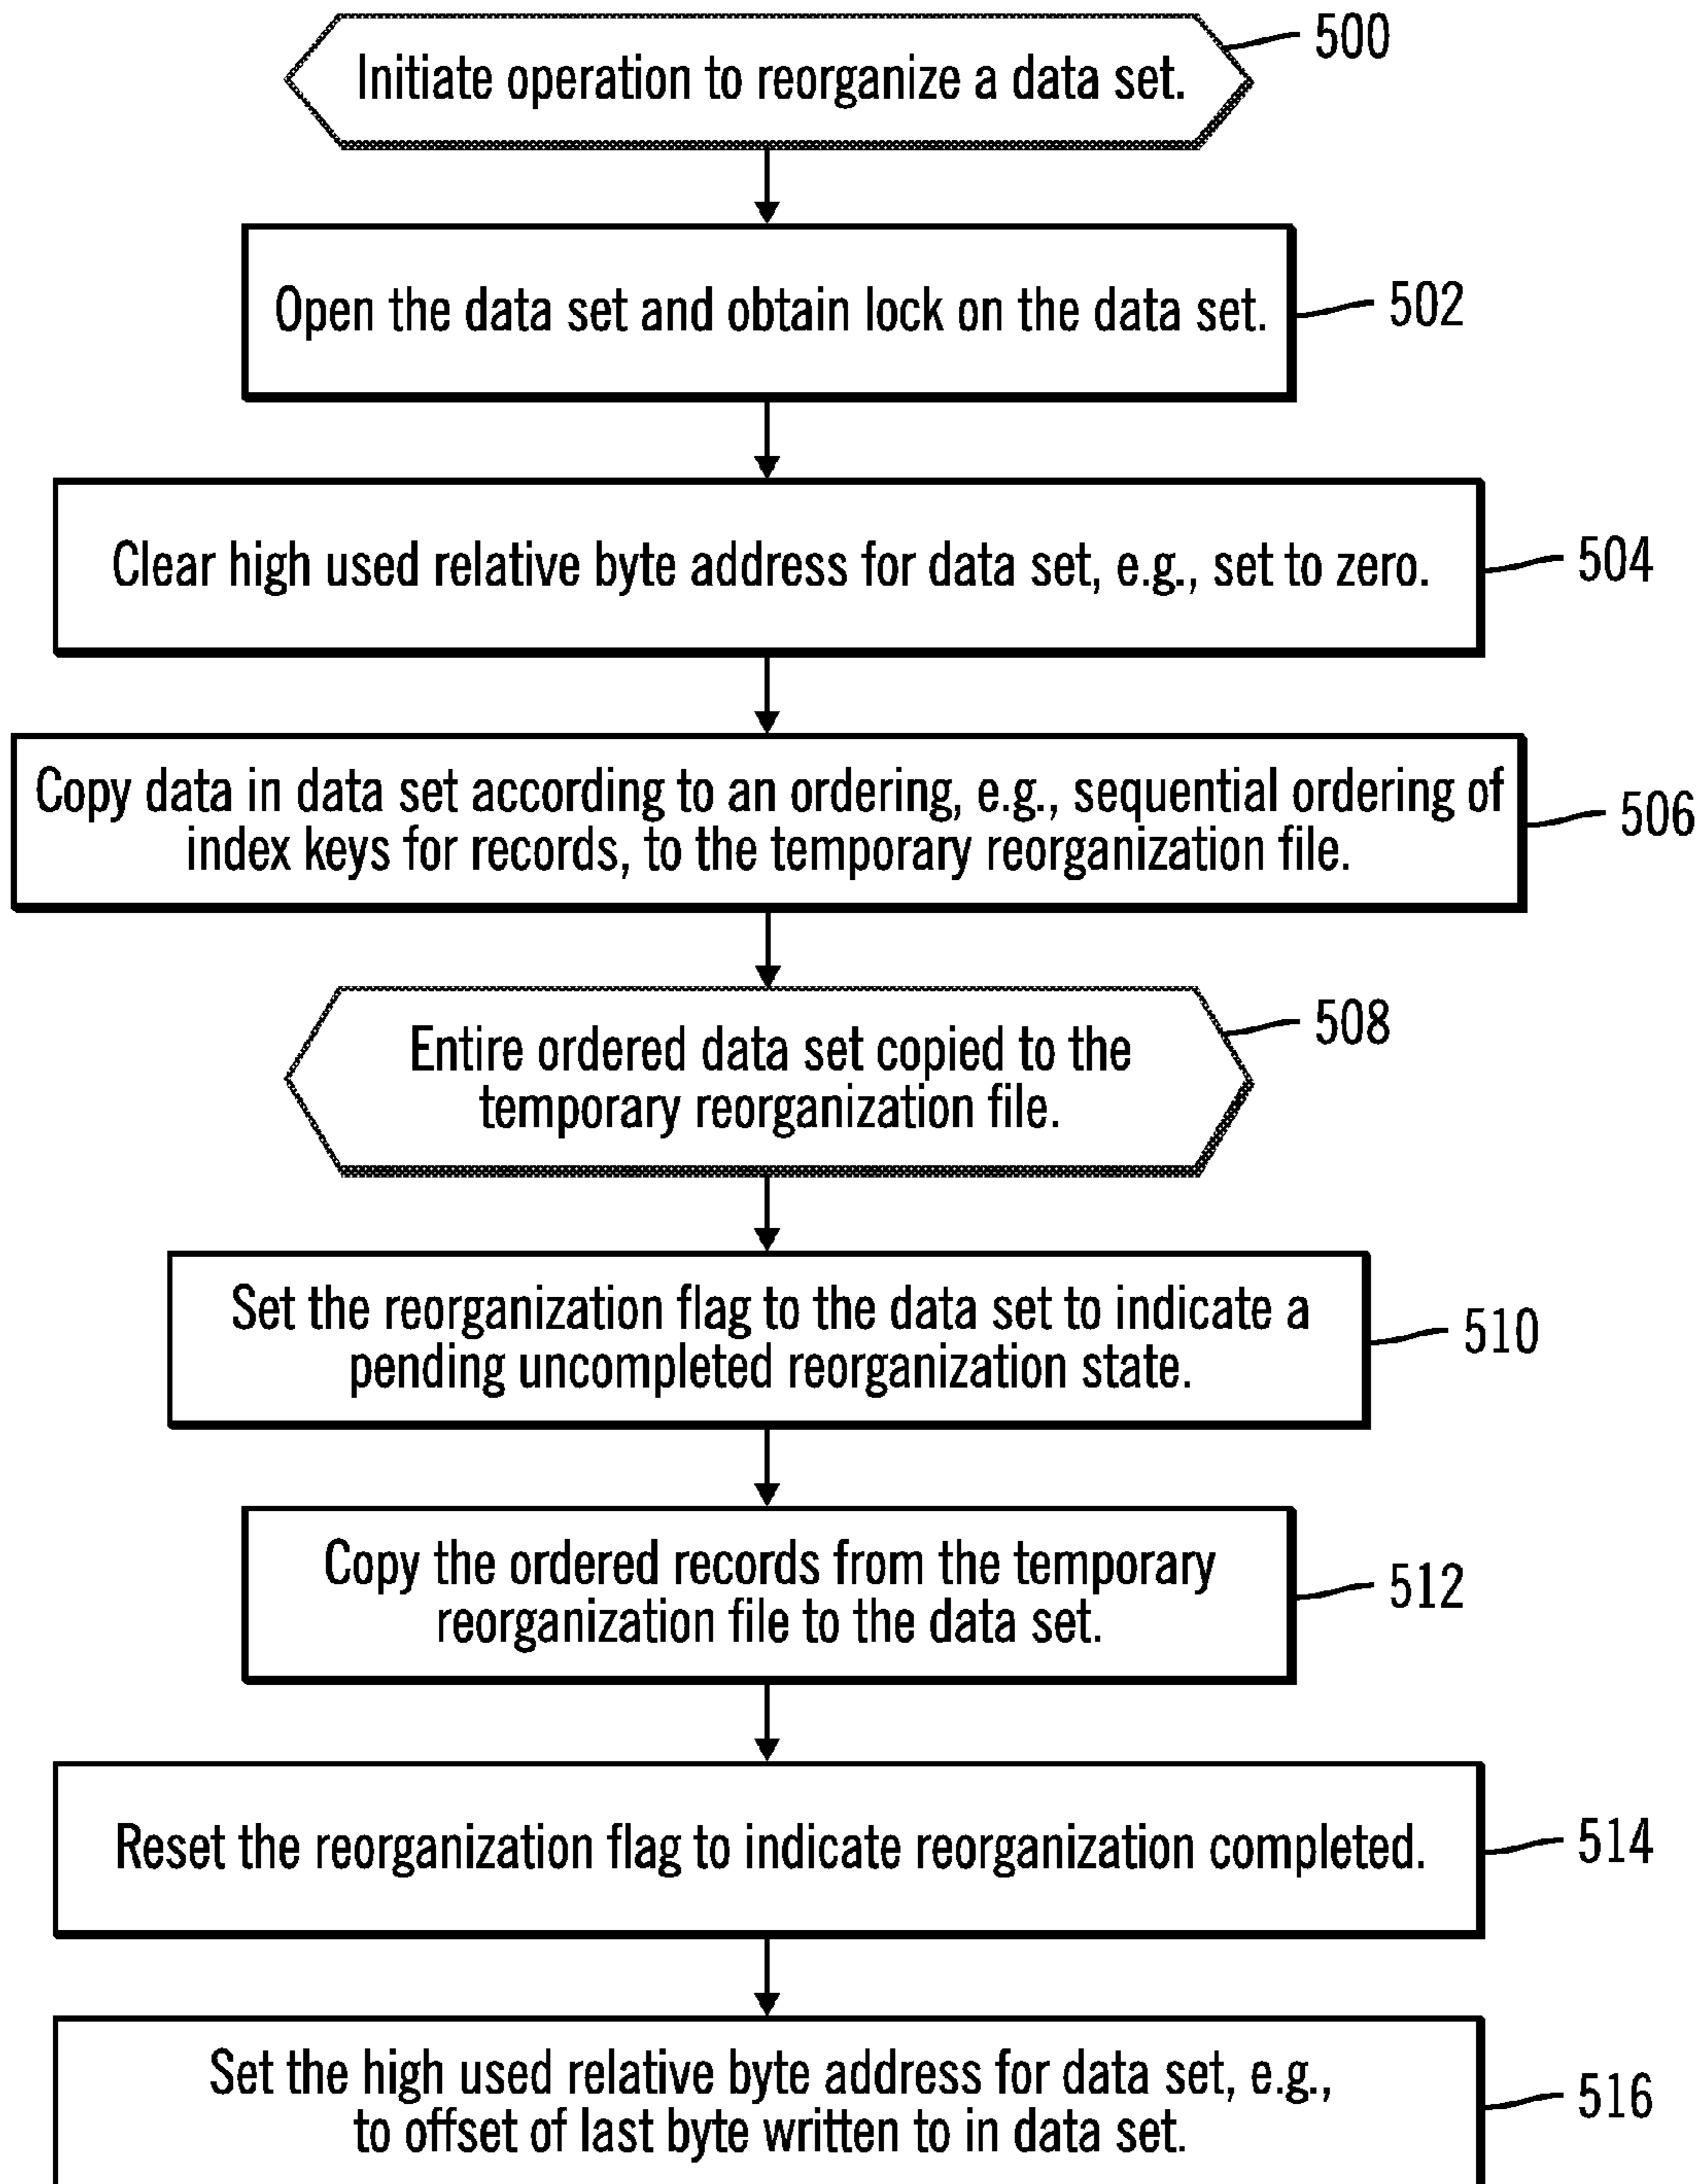 Initiate operation to reorganize a data set.
500
Open the data set and obtain lock on the data set.
502
Clear high used relative byte address for data set, e.g., set to zero.
504
Copy data in data set according to an ordering, e.g., sequential ordering of
index keys for records, to the temporary reorganization file.
506
Entire ordered data set copied to the
temporary reorganization file.
508
Set the reorganization flag to the data set to indicate a
pending uncompleted reorganization state.
510
Copy the ordered records from the temporary
reorganization file to the data set.
512
Reset the reorganization flag to indicate reorganization completed.
514
Set the high used relative byte address for data set, e.g.,
to offset of last byte written to in data set.
516